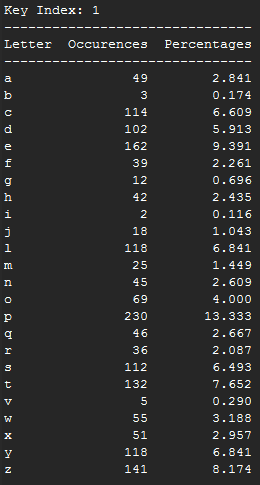 Key Index: 1
-------------------------------
Letter  Occurences  Percentages
-------------------------------
a               49        2.841
b                3        0.174
c              114        6.609
d              102        5.913
e              162        9.391
f               39        2.261
g               12        0.696
h               42        2.435
i                2        0.116
j               18        1.043
l              118        6.841
m               25        1.449
n               45        2.609
o               69        4.000
p              230       13.333
q               46        2.667
r               36        2.087
s              112        6.493
t              132        7.652
v                5        0.290
w               55        3.188
x               51        2.957
y              118        6.841
z              141        8.174